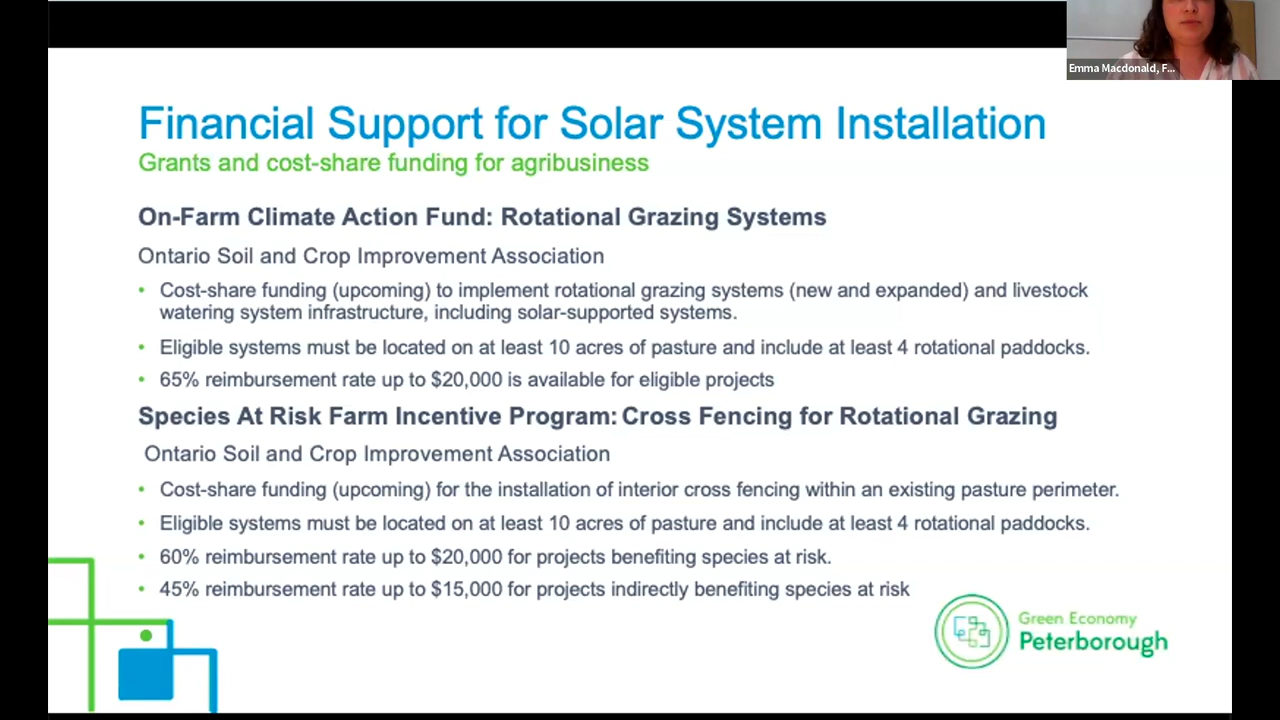 Emma Macdonald, F...
Financial Support for Solar System Installation
Grants and cost-share funding for agribusiness
On-Farm Climate Action Fund: Rotational Grazing Systems
Ontario Soil and Crop Improvement Association
• Cost-share funding (upcoming) to implement rotational grazing systems (new and expanded) and livestock
watering system infrastructure, including solar-supported systems.
• Eligible systems must be located on at least 10 acres of pasture and include at least 4 rotational paddocks.
• 65% reimbursement rate up to $20,000 is available for eligible projects
Species At Risk Farm Incentive Program: Cross Fencing for Rotational Grazing
Ontario Soil and Crop Improvement Association
• Cost-share funding (upcoming) for the installation of interior cross fencing within an existing pasture perimeter.
• Eligible systems must be located on at least 10 acres of pasture and include at least 4 rotational paddocks.
• 60% reimbursement rate up to $20,000 for projects benefiting species at risk.
• 45% reimbursement rate up to $15,000 for projects indirectly benefiting species at risk
Green Economy
Peterborough